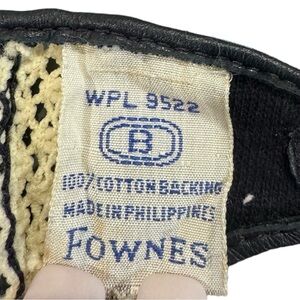 WPL 9522
B
100% COTTON BACKING
MADE IN PHILIPPINES
FOWNES